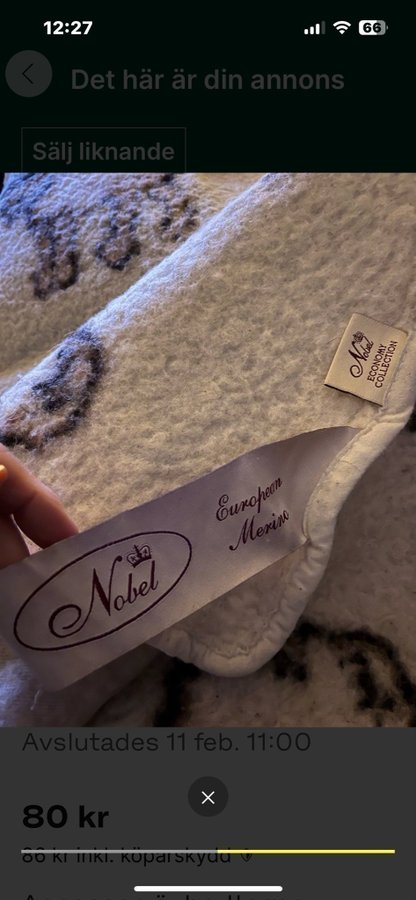 12:27
66
Det här är din annons
Sälj liknande
Nobel
ECONOMY
COLLECTION
European
Merino
Nobel
Avslutades 11 feb. 11:00
80 kr
86 kr inkl. köparskydd